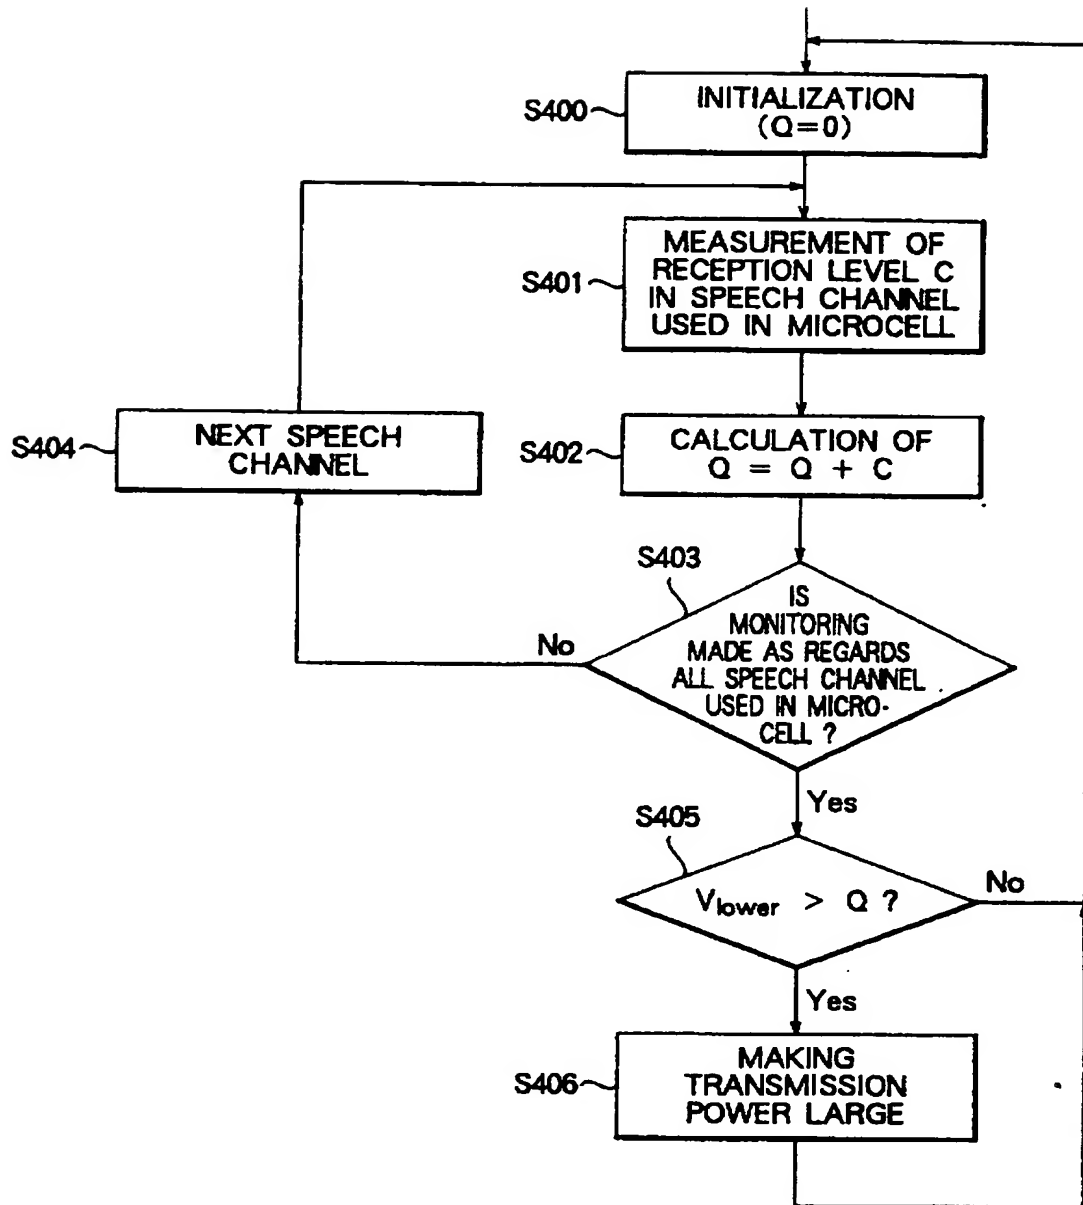 S400
INITIALIZATION
(Q=0)
S401
MEASUREMENT OF
RECEPTION LEVEL C
IN SPEECH CHANNEL
USED IN MICROCELL
S404
NEXT SPEECH
CHANNEL
S402
CALCULATION OF
Q = Q + C
S403
IS
MONITORING
MADE AS REGARDS
ALL SPEECH CHANNEL
USED IN MICRO-
CELL ?
No
Yes
S405
Vlower > Q ?
No
Yes
S406
MAKING
TRANSMISSION
POWER LARGE